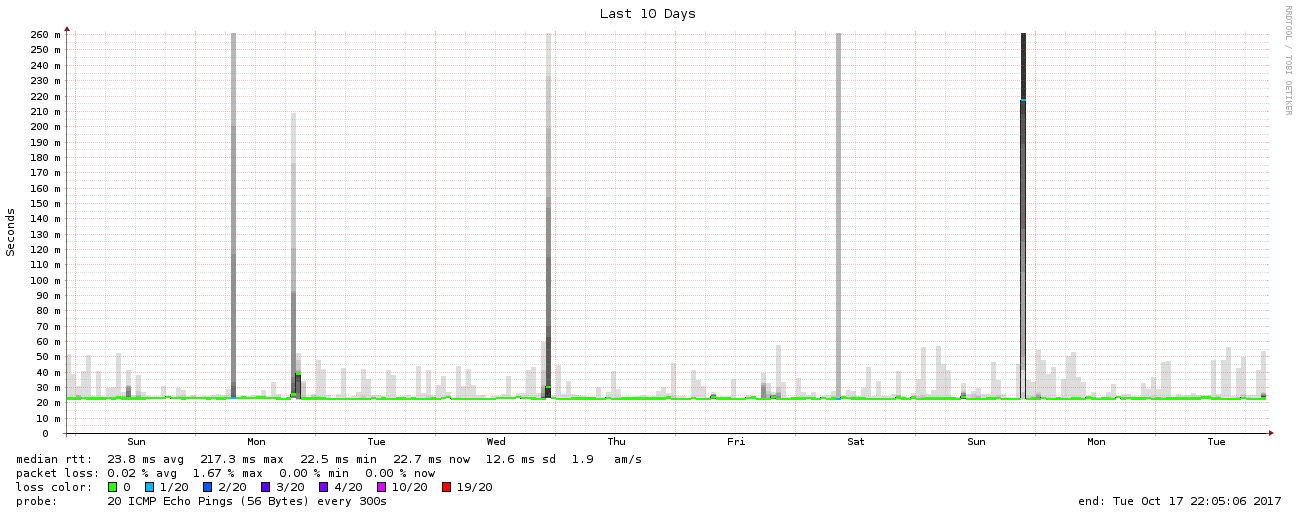 Last 10 Days
RRDTOOL / TOBI OETIKER
Seconds
260 m
250 m
240 m
230 m
220 m
210 m
200 m
190 m
180 m
170 m
160 m
150 m
140 m
130 m
120 m
110 m
100 m
90 m
80 m
70 m
60 m
50 m
40 m
30 m
20 m
10 m
0
Sun Mon Tue Wed Thu Fri Sat Sun Mon Tue
median rtt: 23.8 ms avg 217.3 ms max 22.5 ms min 22.7 ms now 12.6 ms sd 1.9 am/s
packet loss: 0.02 % avg 1.67 % max 0.00 % min 0.00 % now
loss color: 0 1/20 2/20 3/20 4/20 10/20 19/20
probe: 20 ICMP Echo Pings (56 Bytes) every 300s end: Tue Oct 17 22:05:06 2017